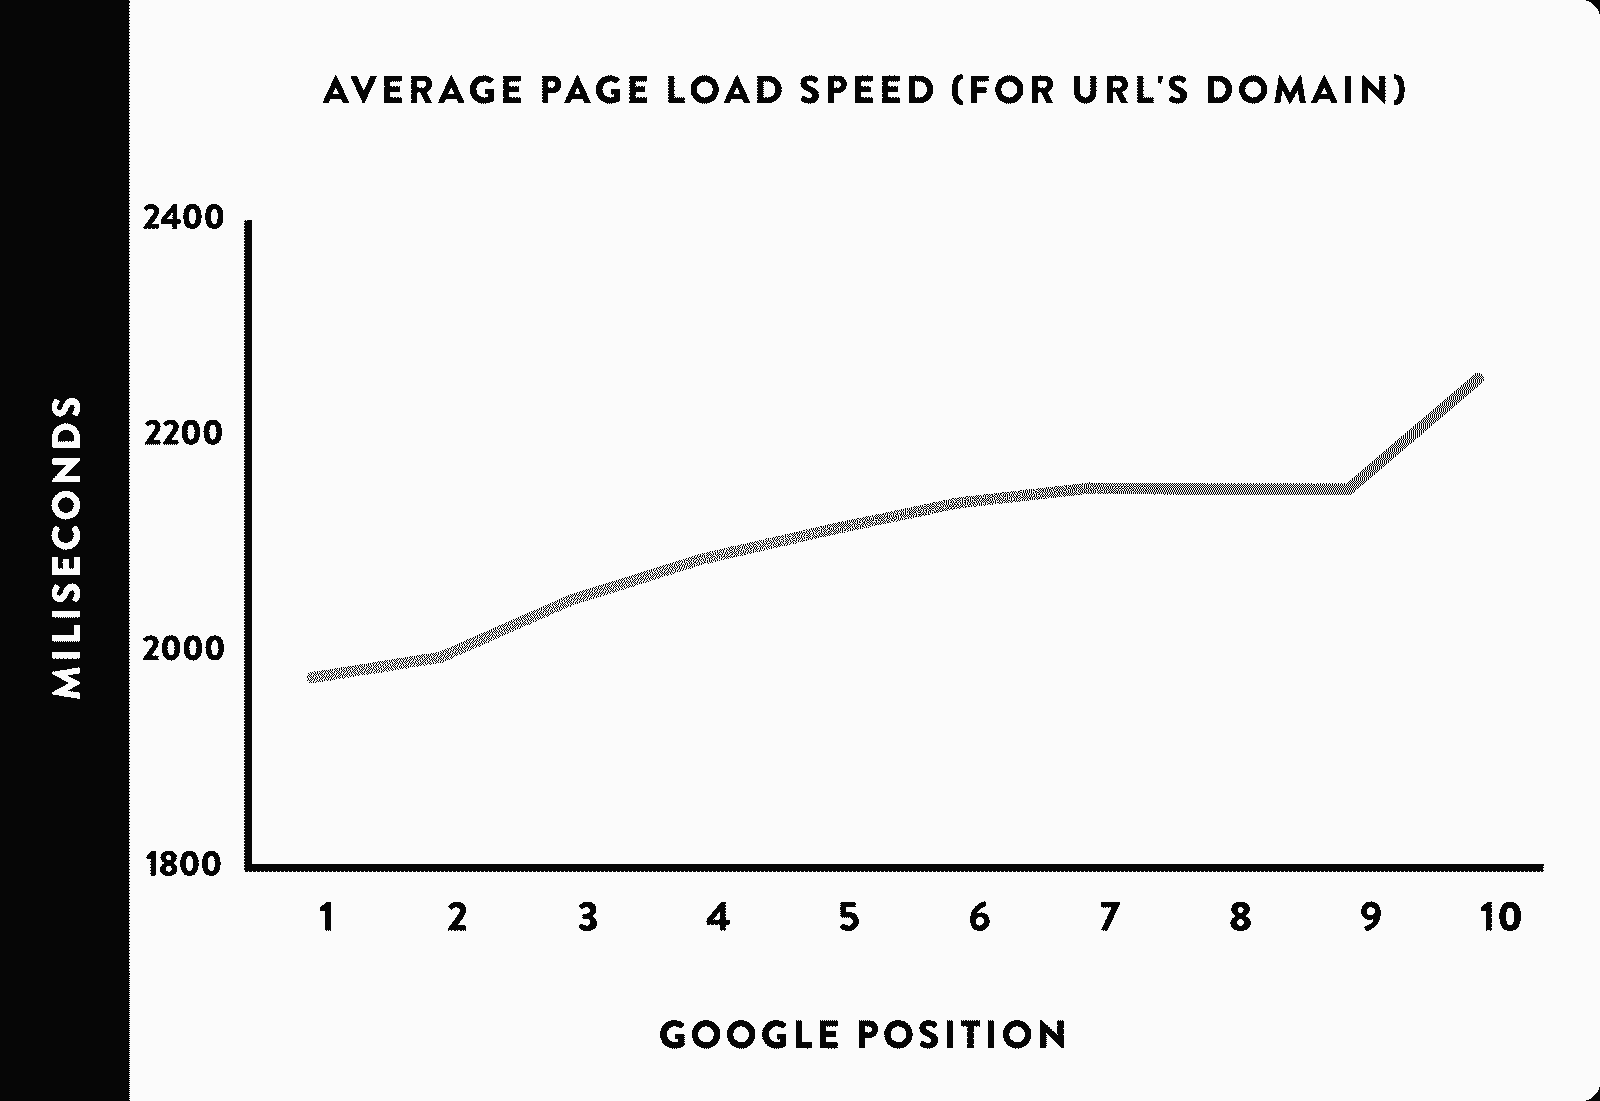 AVERAGE PAGE LOAD SPEED (FOR URL'S DOMAIN)
MILISECONDS
2400
2200
2000
1800
1 2 3 4 5 6 7 8 9 10
GOOGLE POSITION